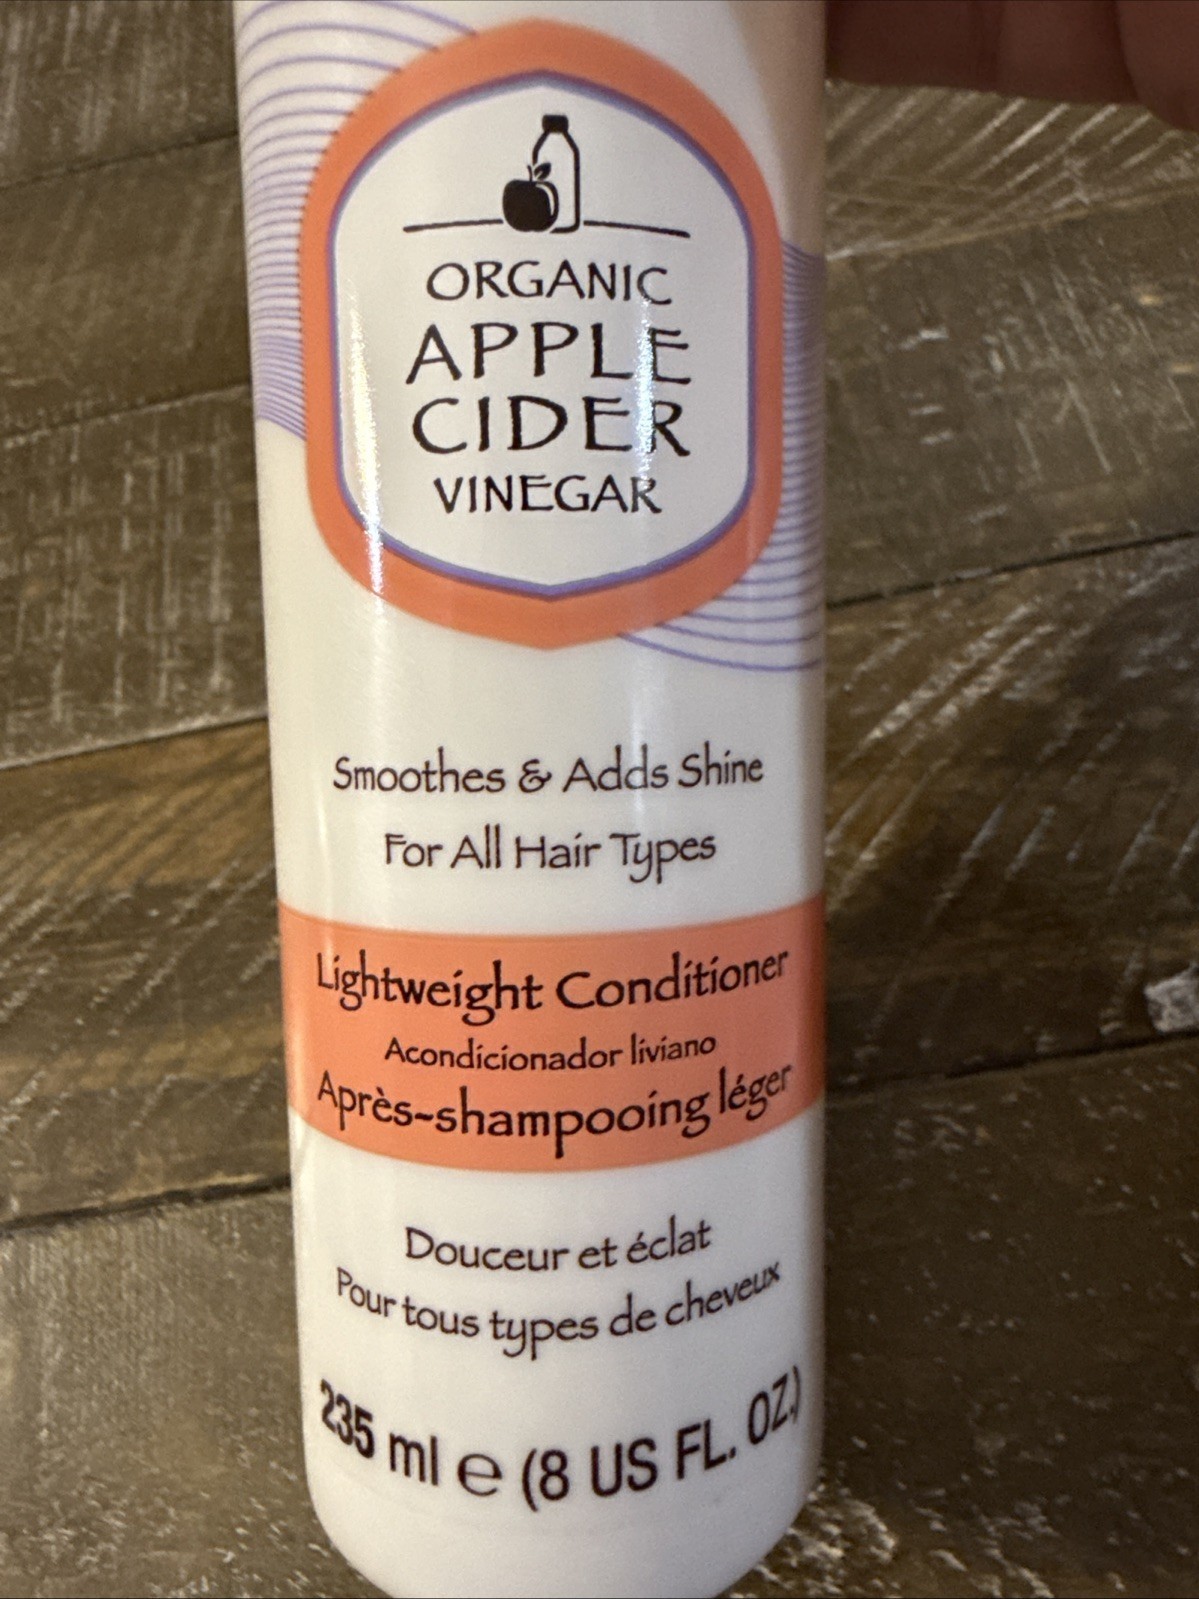 ORGANIC
APPLE
CIDER
VINEGAR
Smoothes & Adds Shine
For All Hair Types
Lightweight Conditioner
Acondicionador liviano
Après-shampooing léger
Douceur et éclat
Pour tous types de cheveux
235 ml e (8 US FL. OZ.)